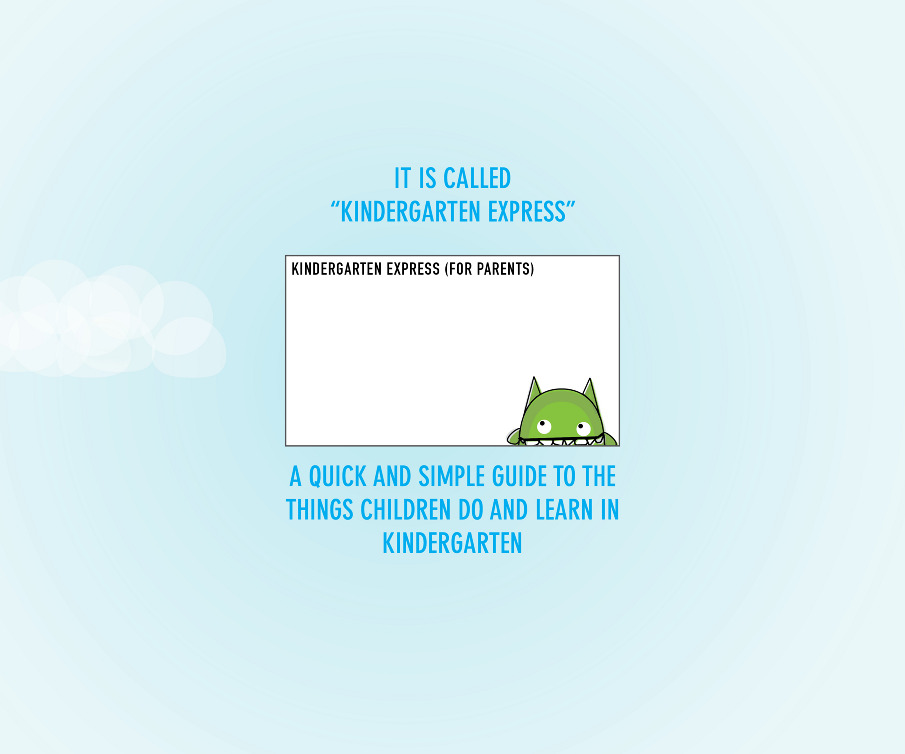 IT IS CALLED
“KINDERGARTEN EXPRESS”
KINDERGARTEN EXPRESS (FOR PARENTS)
A QUICK AND SIMPLE GUIDE TO THE
THINGS CHILDREN DO AND LEARN IN
KINDERGARTEN